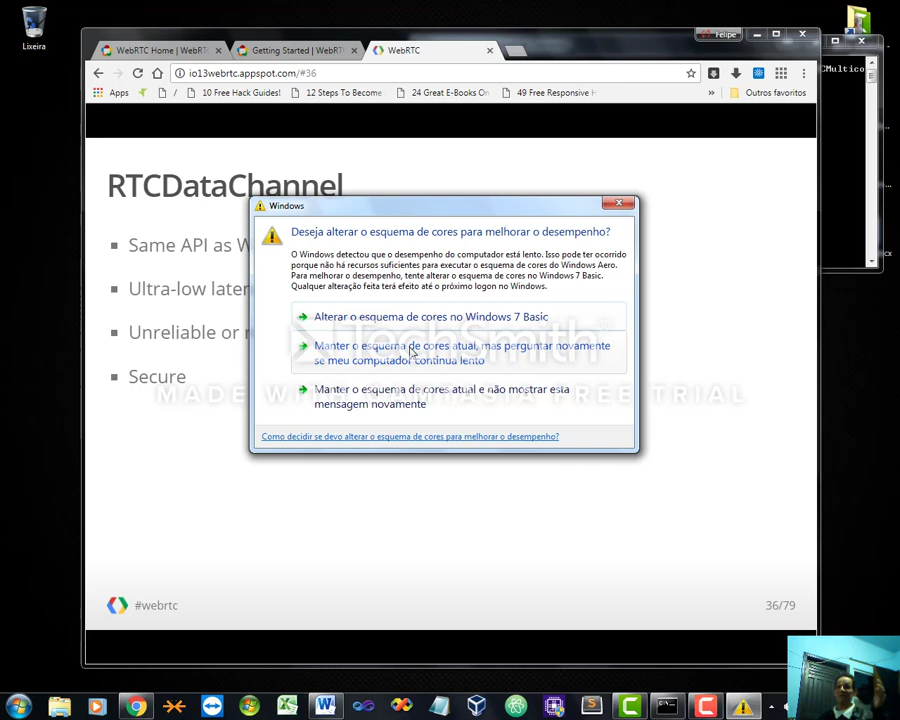 Lixeira
Felipe
WebRTC Home | WebRT
Getting Started | WebRT
WebRTC
io13webrtc.appspot.com/#36
Apps
/
10 Free Hack Guides!
12 Steps To Become
24 Great E-Books On
49 Free Responsive H
»
Outros favoritos
CMultico
RTCDataChannel
Same API as W
Ultra-low later
Unreliable or r
Secure
Windows
Deseja alterar o esquema de cores para melhorar o desempenho?
O Windows detectou que o desempenho do computador está lento. Isso pode ter ocorrido
porque não há recursos suficientes para executar o esquema de cores do Windows Aero.
Para melhorar o desempenho, tente alterar o esquema de cores no Windows 7 Basic.
Qualquer alteração feita terá efeito até o próximo logon no Windows.
Alterar o esquema de cores no Windows 7 Basic
Manter o esquema de cores atual, mas perguntar novamente
se meu computador continua lento
Manter o esquema de cores atual e não mostrar esta
mensagem novamente
Como decidir se devo alterar o esquema de cores para melhorar o desempenho?
TechSmith
MADE WITH CAMTASIA FREE TRIAL
#webrtc
36/79